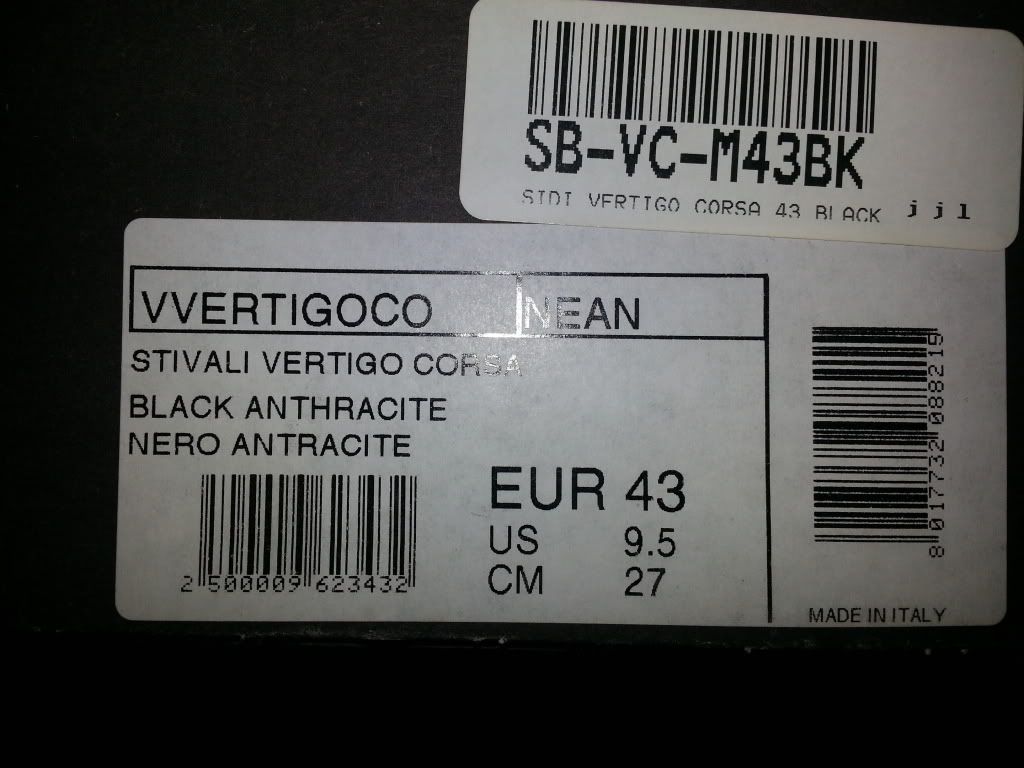 SB-VC-M43BK
SIDI VERTIGO CORSA 43 BLACK j j l
VVERTIGOCO NEAN
STIVALI VERTIGO CORSA
BLACK ANTHRACITE
NERO ANTRACITE
2 500009 623432
EUR 43
US 9.5
CM 27
8 017732 088219
MADE IN ITALY